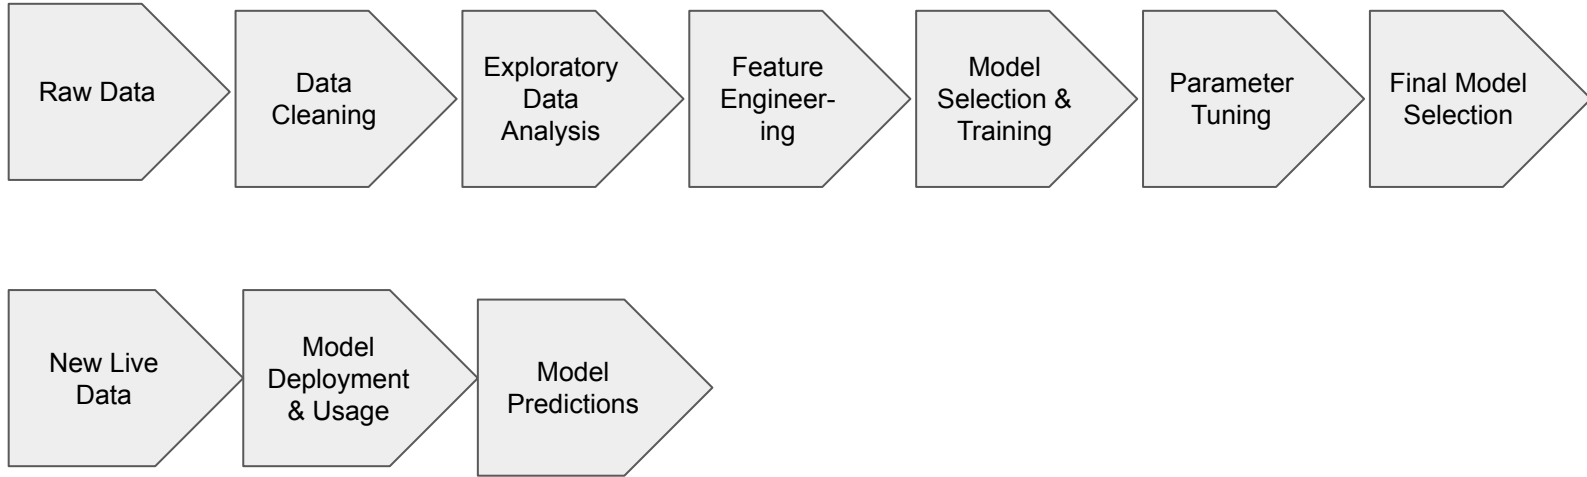 Raw Data
Data
Cleaning
Exploratory
Data
Analysis
Feature
Engineer-
ing
Model
Selection &
Training
Parameter
Tuning
Final Model
Selection
New Live
Data
Model
Deployment
& Usage
Model
Predictions